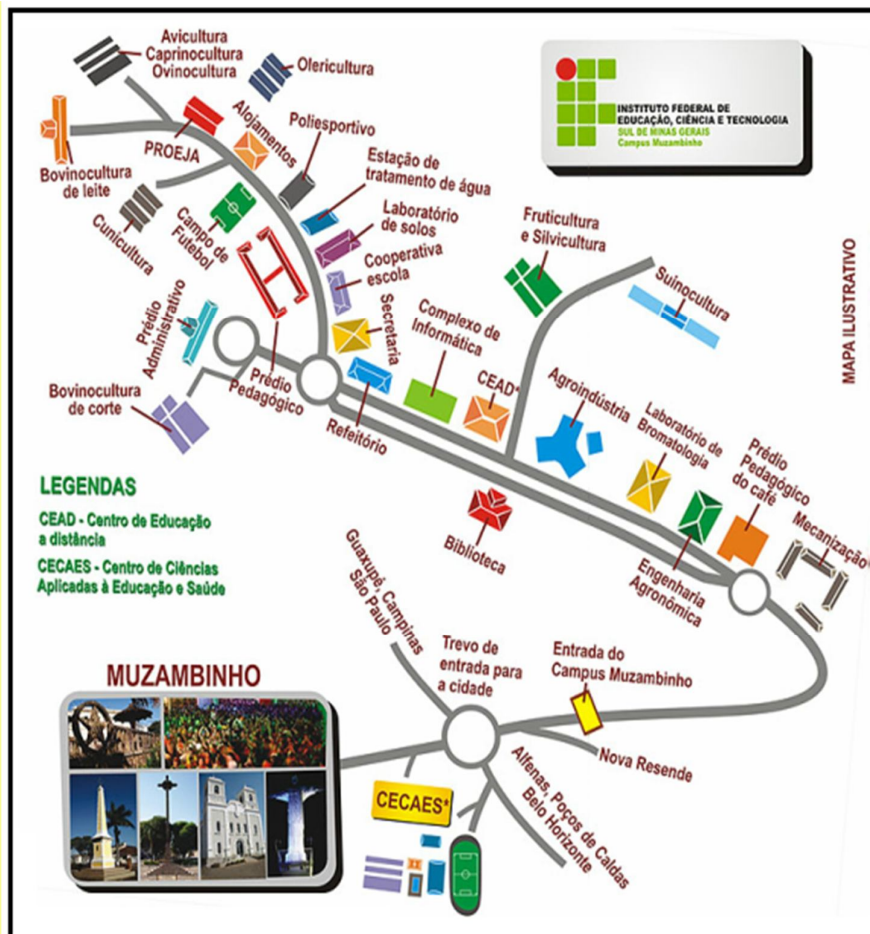 Avicultura
Caprinocultura
Ovinocultura
Olericultura
INSTITUTO FEDERAL DE
EDUCAÇÃO, CIÊNCIA E TECNOLOGIA
SUL DE MINAS GERAIS
Campus Muzambinho
PROEJA
Alojamentos
Poliesportivo
Bovinocultura
de leite
Estação de
tratamento de água
Cunicultura
Campo de
Futebol
Laboratório
de solos
Cooperativa
escola
Fruticultura
e Silvicultura
Suinocultura
MAPA ILUSTRATIVO
Prédio
Administrativo
Prédio
Pedagógico
Secretaria
Complexo de
Informática
CEAD*
Bovinocultura
de corte
Refeitório
Agroindústria
Laboratório de
Bromatologia
Prédio
Pedagógico
do café
Mecanização
Biblioteca
Engenharia
Agronômica
LEGENDAS
CEAD - Centro de Educação
a distância
CECAES - Centro de Ciências
Aplicadas à Educação e Saúde
Guaxupé, Campinas
São Paulo
Trevo de
entrada para
a cidade
Entrada do
Campus Muzambinho
MUZAMBINHO
Nova Resende
CECAES*
Alfenas, Poços de Caldas
Belo Horizonte